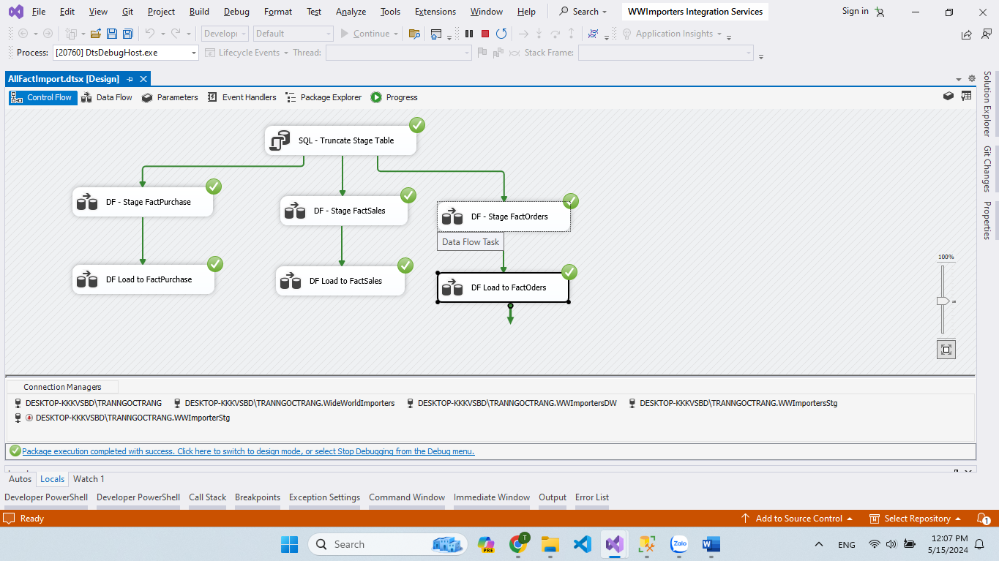 File Edit View Git Project Build Debug Format Test Analyze Tools Extensions Window Help Search WWImporters Integration Services Sign in
Default Continue Application Insights
Process: [20760] DtsDebugHost.exe Lifecycle Events Thread: Stack Frame:
AllFactImport.dtsx [Design]
Control Flow Data Flow Parameters Event Handlers Package Explorer Progress
SQL - Truncate Stage Table
DF - Stage FactPurchase
DF - Stage FactSales
DF - Stage FactOrders
Data Flow Task
DF Load to FactPurchase
DF Load to FactSales
DF Load to FactOders
100%
Solution Explorer
Git Changes
Properties
Connection Managers
DESKTOP-KKKVSBD\TRANNGOCTRANG DESKTOP-KKKVSBD\TRANNGOCTRANG.WideWorldImporters DESKTOP-KKKVSBD\TRANNGOCTRANG.WWImportersDW DESKTOP-KKKVSBD\TRANNGOCTRANG.WWImportersStg
DESKTOP-KKKVSBD\TRANNGOCTRANG.WWImporterStg
Package execution completed with success. Click here to switch to design mode, or select Stop Debugging from the Debug menu.
Autos Locals Watch 1
Developer PowerShell Developer PowerShell Call Stack Breakpoints Exception Settings Command Window Immediate Window Output Error List
Ready Add to Source Control Select Repository 1
Search PRE T Zalo ENG 12:07 PM
5/15/2024